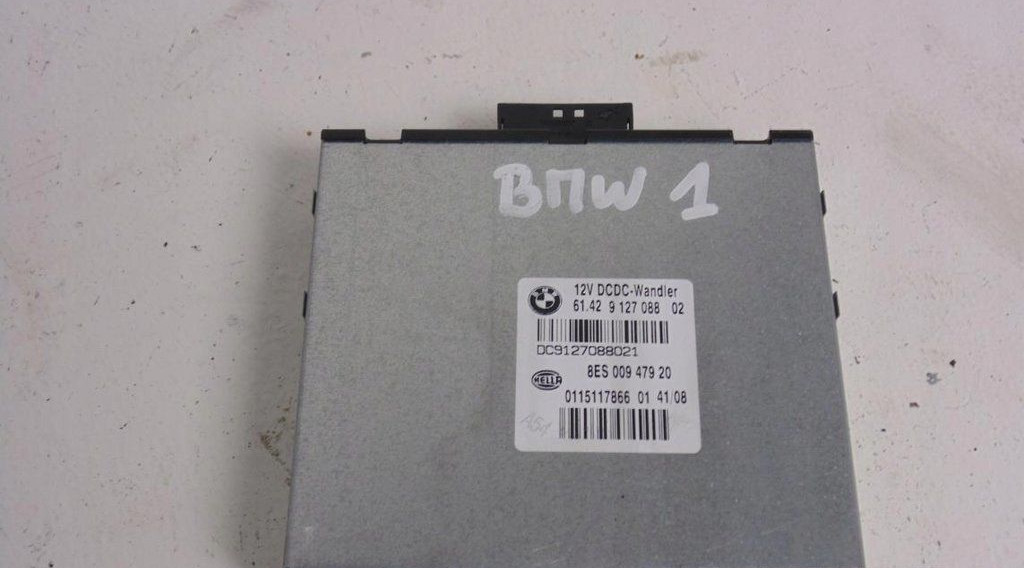 BMW 1
12V DCDC-Wandler
61.42 9 127 088 02
DC9127088021
8ES 009 479 20
HELLA
0115117866 01 41/08